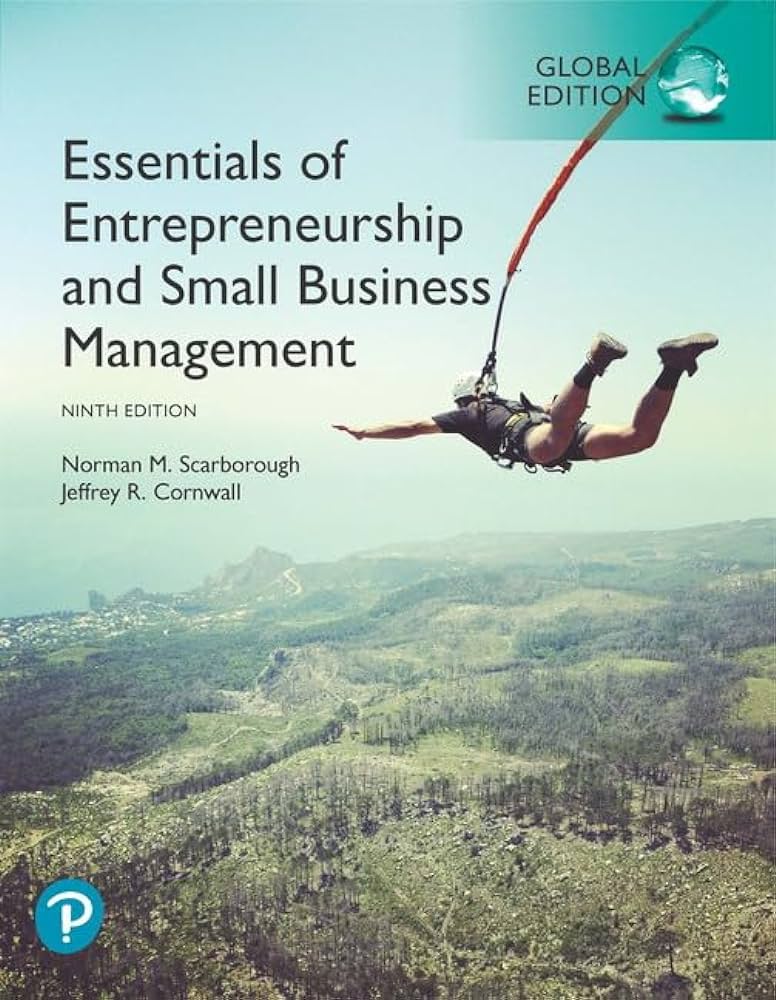 GLOBAL
EDITION
Essentials of
Entrepreneurship
and Small Business
Management
NINTH EDITION
Norman M. Scarborough
Jeffrey R. Cornwall
P